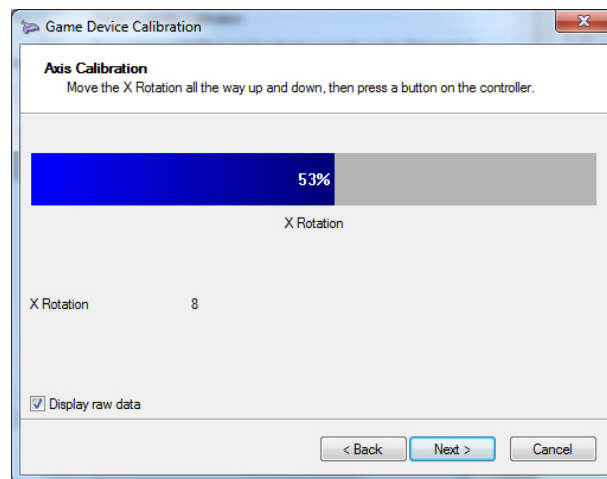 Game Device Calibration
Axis Calibration
Move the X Rotation all the way up and down, then press a button on the controller.
53%
X Rotation
X Rotation 8
Display raw data
< Back Next > Cancel